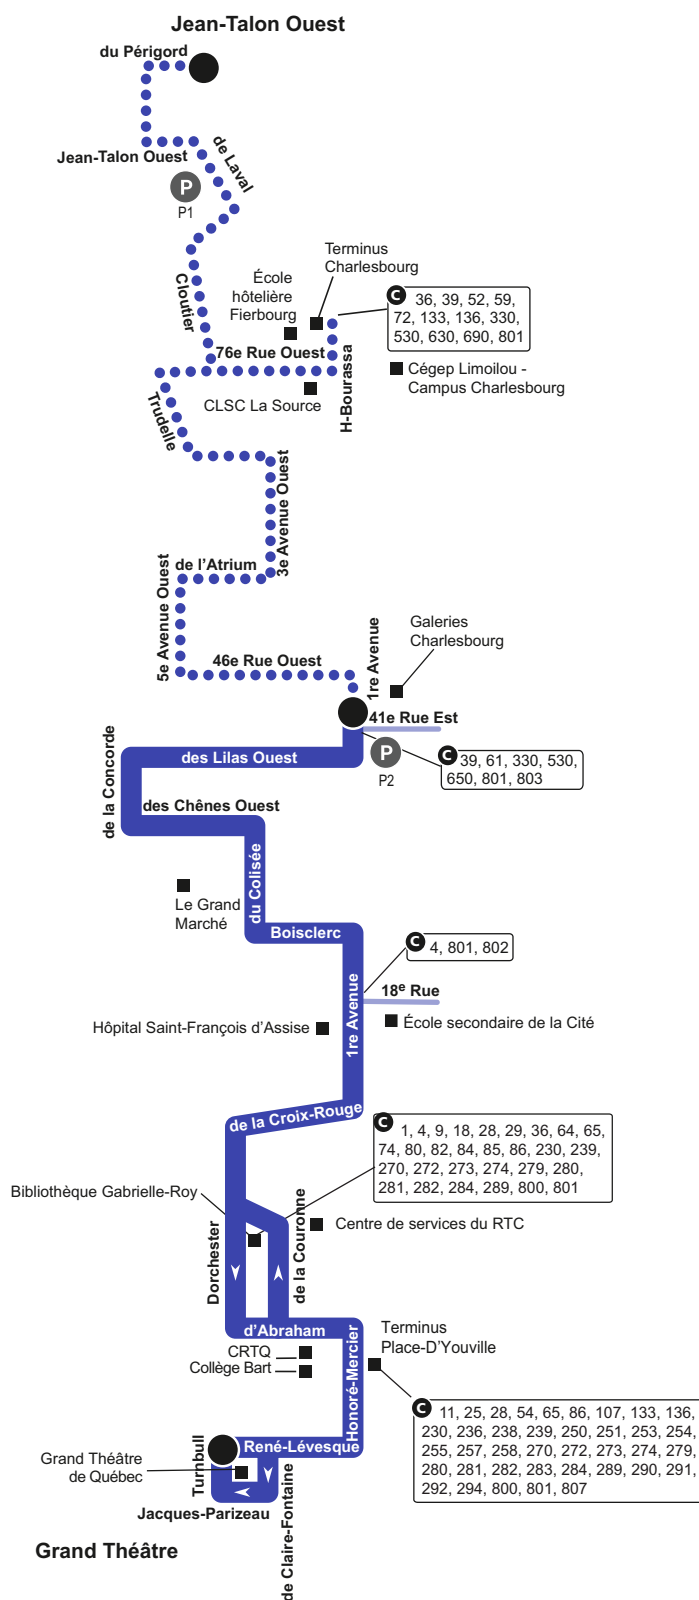 Jean-Talon Ouest
du Périgord
Jean-Talon Ouest
de Laval
P
P1
Cloutier
Terminus
Charlesbourg
École
hôtelière
Fierbourg
C 36, 39, 52, 59,
72, 133, 136, 330,
530, 630, 690, 801
76e Rue Ouest
H-Bourassa
Cégep Limoilou -
Campus Charlesbourg
CLSC La Source
Trudelle
3e Avenue Ouest
de l'Atrium
5e Avenue Ouest
46e Rue Ouest
1re Avenue
Galeries
Charlesbourg
41e Rue Est
P
P2
C 39, 61, 330, 530,
650, 801, 803
des Lilas Ouest
de la Concorde
des Chênes Ouest
du Colisée
Le Grand
Marché
Boisclerc
C 4, 801, 802
18e Rue
1re Avenue
Hôpital Saint-François d'Assise
École secondaire de la Cité
de la Croix-Rouge
C 1, 4, 9, 18, 28, 29, 36, 64, 65,
74, 80, 82, 84, 85, 86, 230, 239,
270, 272, 273, 274, 279, 280,
281, 282, 284, 289, 800, 801
Bibliothèque Gabrielle-Roy
Centre de services du RTC
Dorchester
de la Couronne
d'Abraham
Honoré-Mercier
Terminus
Place-D'Youville
CRTQ
Collège Bart
C 11, 25, 28, 54, 65, 86, 107, 133, 136,
230, 236, 238, 239, 250, 251, 253, 254,
255, 257, 258, 270, 272, 273, 274, 279,
280, 281, 282, 283, 284, 289, 290, 291,
292, 294, 800, 801, 807
René-Lévesque
Turnbull
Grand Théâtre
de Québec
Jacques-Parizeau
de Claire-Fontaine
Grand Théâtre